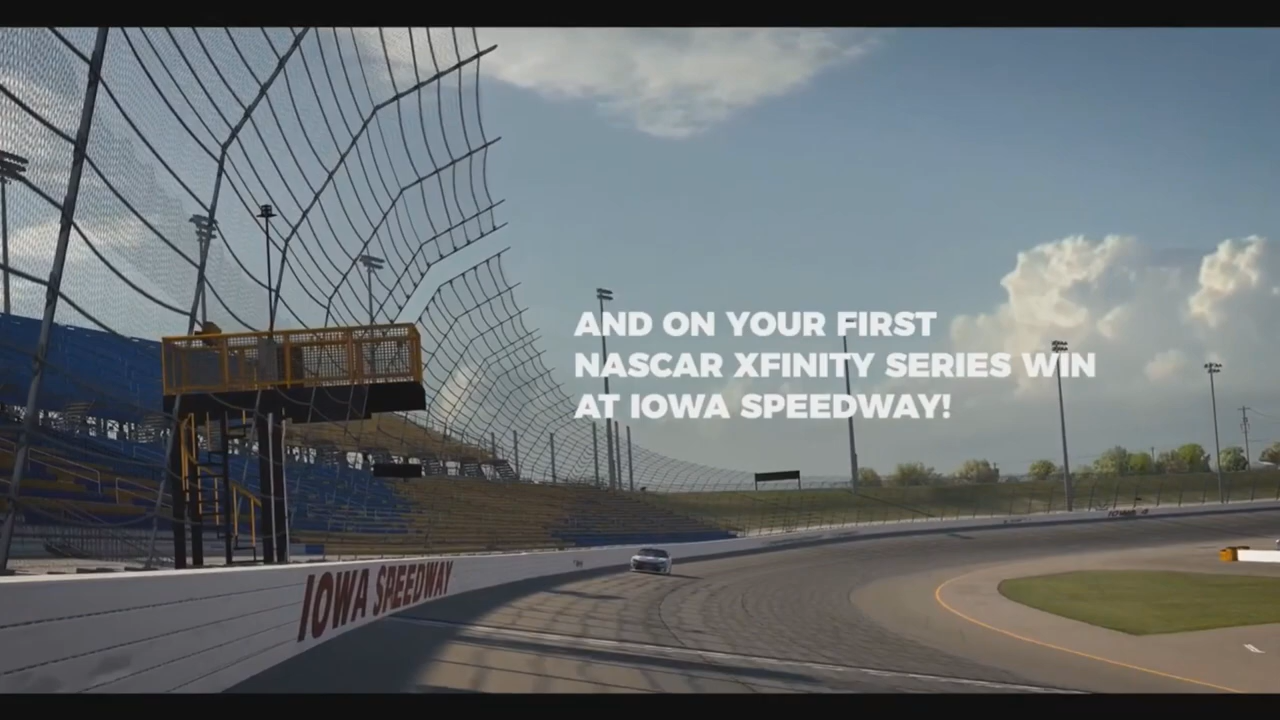 AND ON YOUR FIRST
NASCAR XFINITY SERIES WIN
AT IOWA SPEEDWAY!
IOWA SPEEDWAY